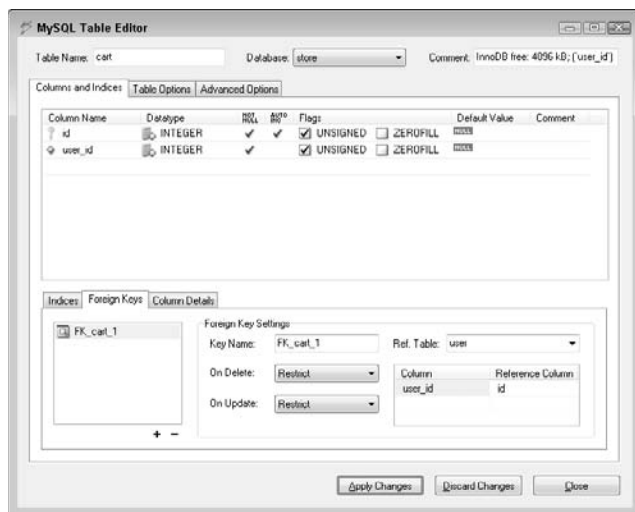 MySQL Table Editor
Table Name: cart Database: store Comment: InnoDB free: 4096 kB; (`user_id`)
Columns and Indices Table Options Advanced Options
Column Name Datatype NOT NULL AUTO INC Flags Default Value Comment
id INTEGER UNSIGNED ZEROFILL NULL
user_id INTEGER UNSIGNED ZEROFILL NULL
Indices Foreign Keys Column Details
FK_cart_1
Foreign Key Settings
Key Name: FK_cart_1 Ref. Table: user
On Delete: Restrict Column Reference Column
user_id id
On Update: Restrict
+ −
Apply Changes Discard Changes Close